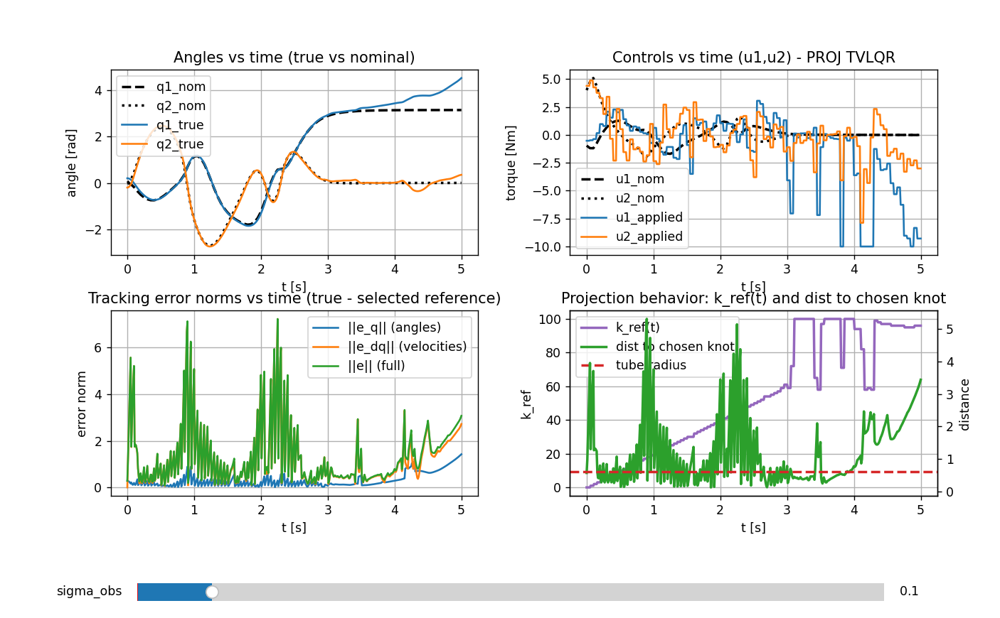 Angles vs time (true vs nominal)
angle [rad]
4
2
0
−2
q1_nom
q2_nom
q1_true
q2_true
0 1 2 3 4 5
t [s]
Controls vs time (u1,u2) - PROJ TVLQR
torque [Nm]
5.0
2.5
0.0
−2.5
−5.0
−7.5
−10.0
u1_nom
u2_nom
u1_applied
u2_applied
0 1 2 3 4 5
t [s]
Tracking error norms vs time (true - selected reference)
error norm
6
4
2
0
||e_q|| (angles)
||e_dq|| (velocities)
||e|| (full)
0 1 2 3 4 5
t [s]
Projection behavior: k_ref(t) and dist to chosen knot
k_ref
100
80
60
40
20
0
k_ref(t)
dist to chosen knot
tube radius
5
4
3
2
1
0
distance
0 1 2 3 4 5
t [s]
sigma_obs 0.1